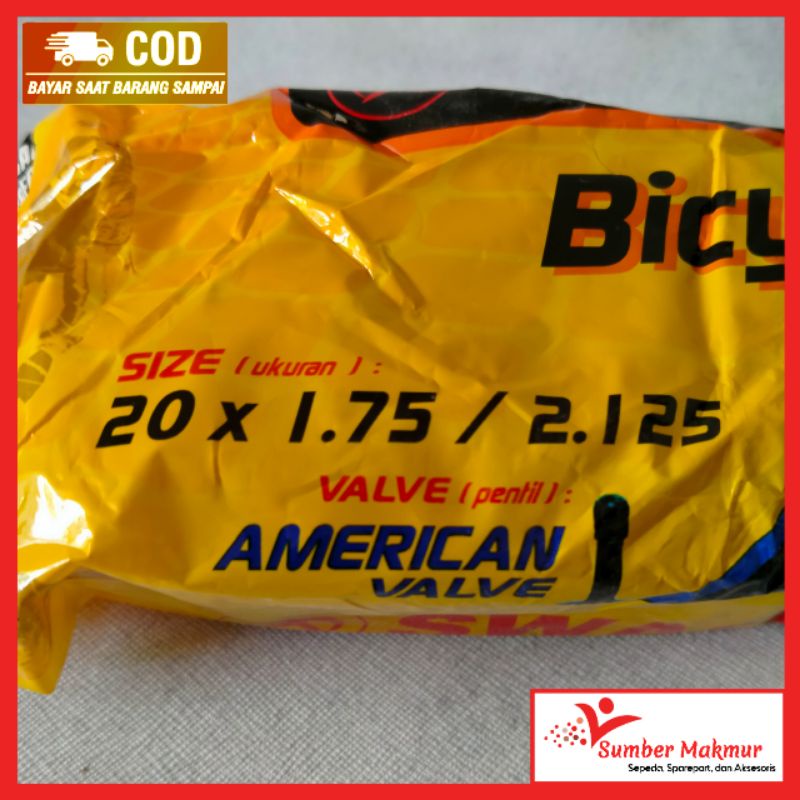 COD
BAYAR SAAT BARANG SAMPAI
Bicy
SIZE ( ukuran ) :
20 x 1.75 / 2.125
VALVE ( pentil ) :
AMERICAN
VALVE
SWA
Sumber Makmur
Sepeda, Sparepart, dan Aksesoris